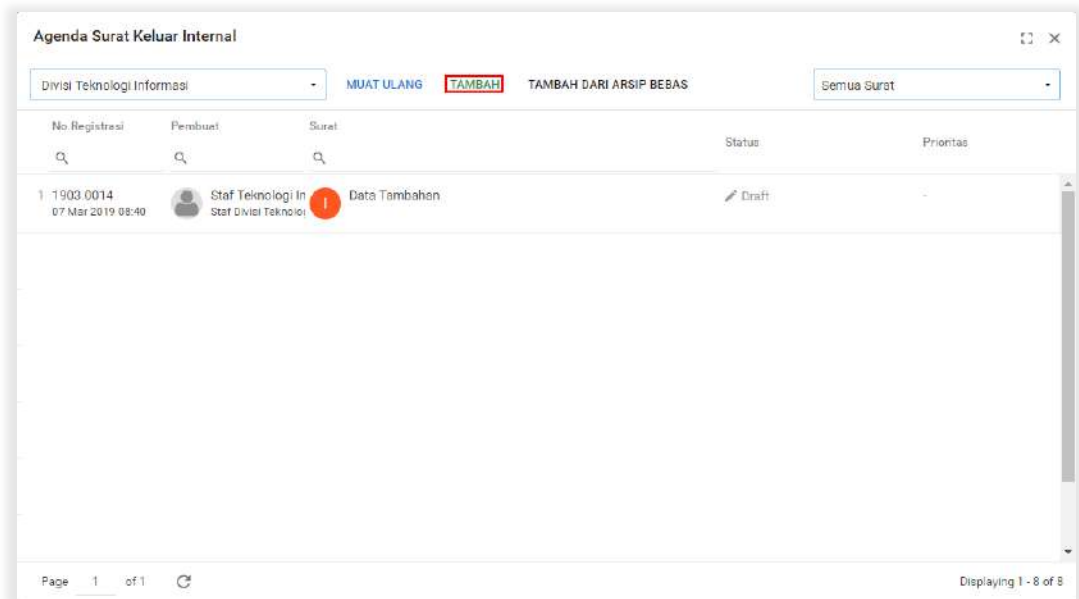 Agenda Surat Keluar Internal
Divisi Teknologi Informasi MUAT ULANG TAMBAH TAMBAH DARI ARSIP BEBAS Semua Surat
No.Registrasi Pembuat Surat Status Prioritas
1 1903.0014 Staf Teknologi In I Data Tambahan Draft -
07 Mar 2019 08:40 Staf Divisi Teknolo
Page 1 of 1 Displaying 1 - 8 of 8